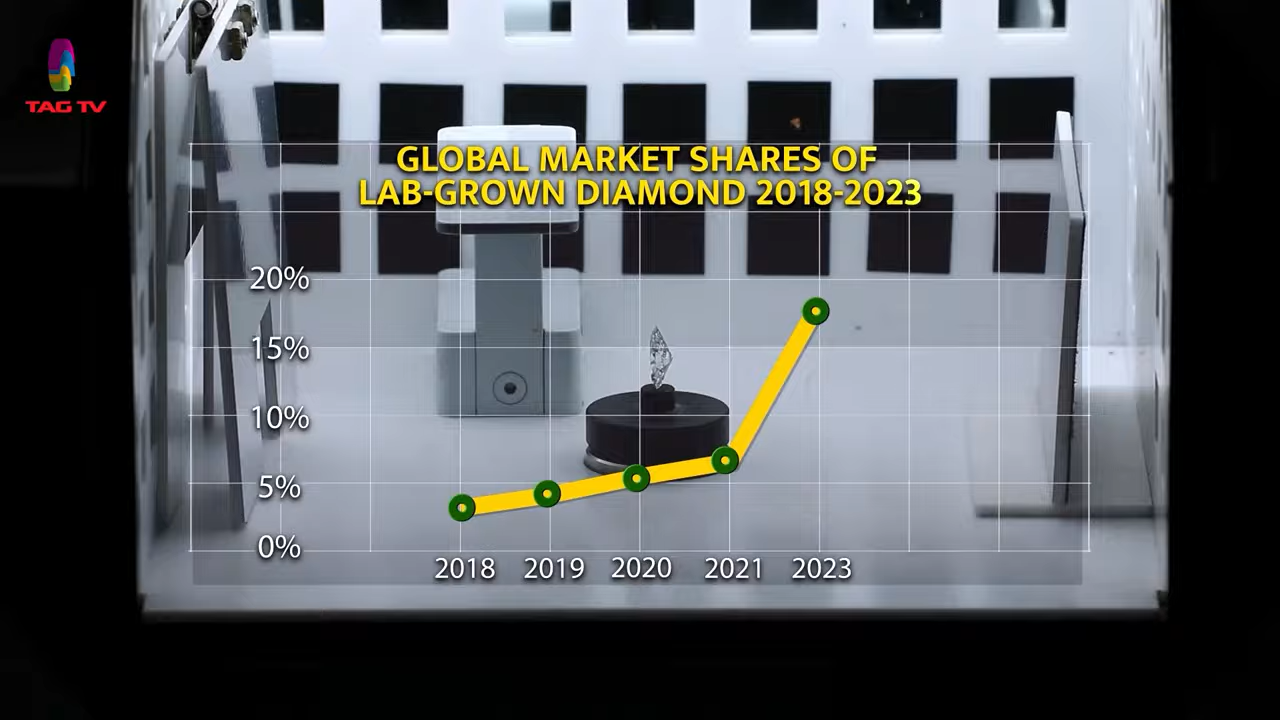 TAG TV
GLOBAL MARKET SHARES OF
LAB-GROWN DIAMOND 2018-2023
20%
15%
10%
5%
0%
2018 2019 2020 2021 2023